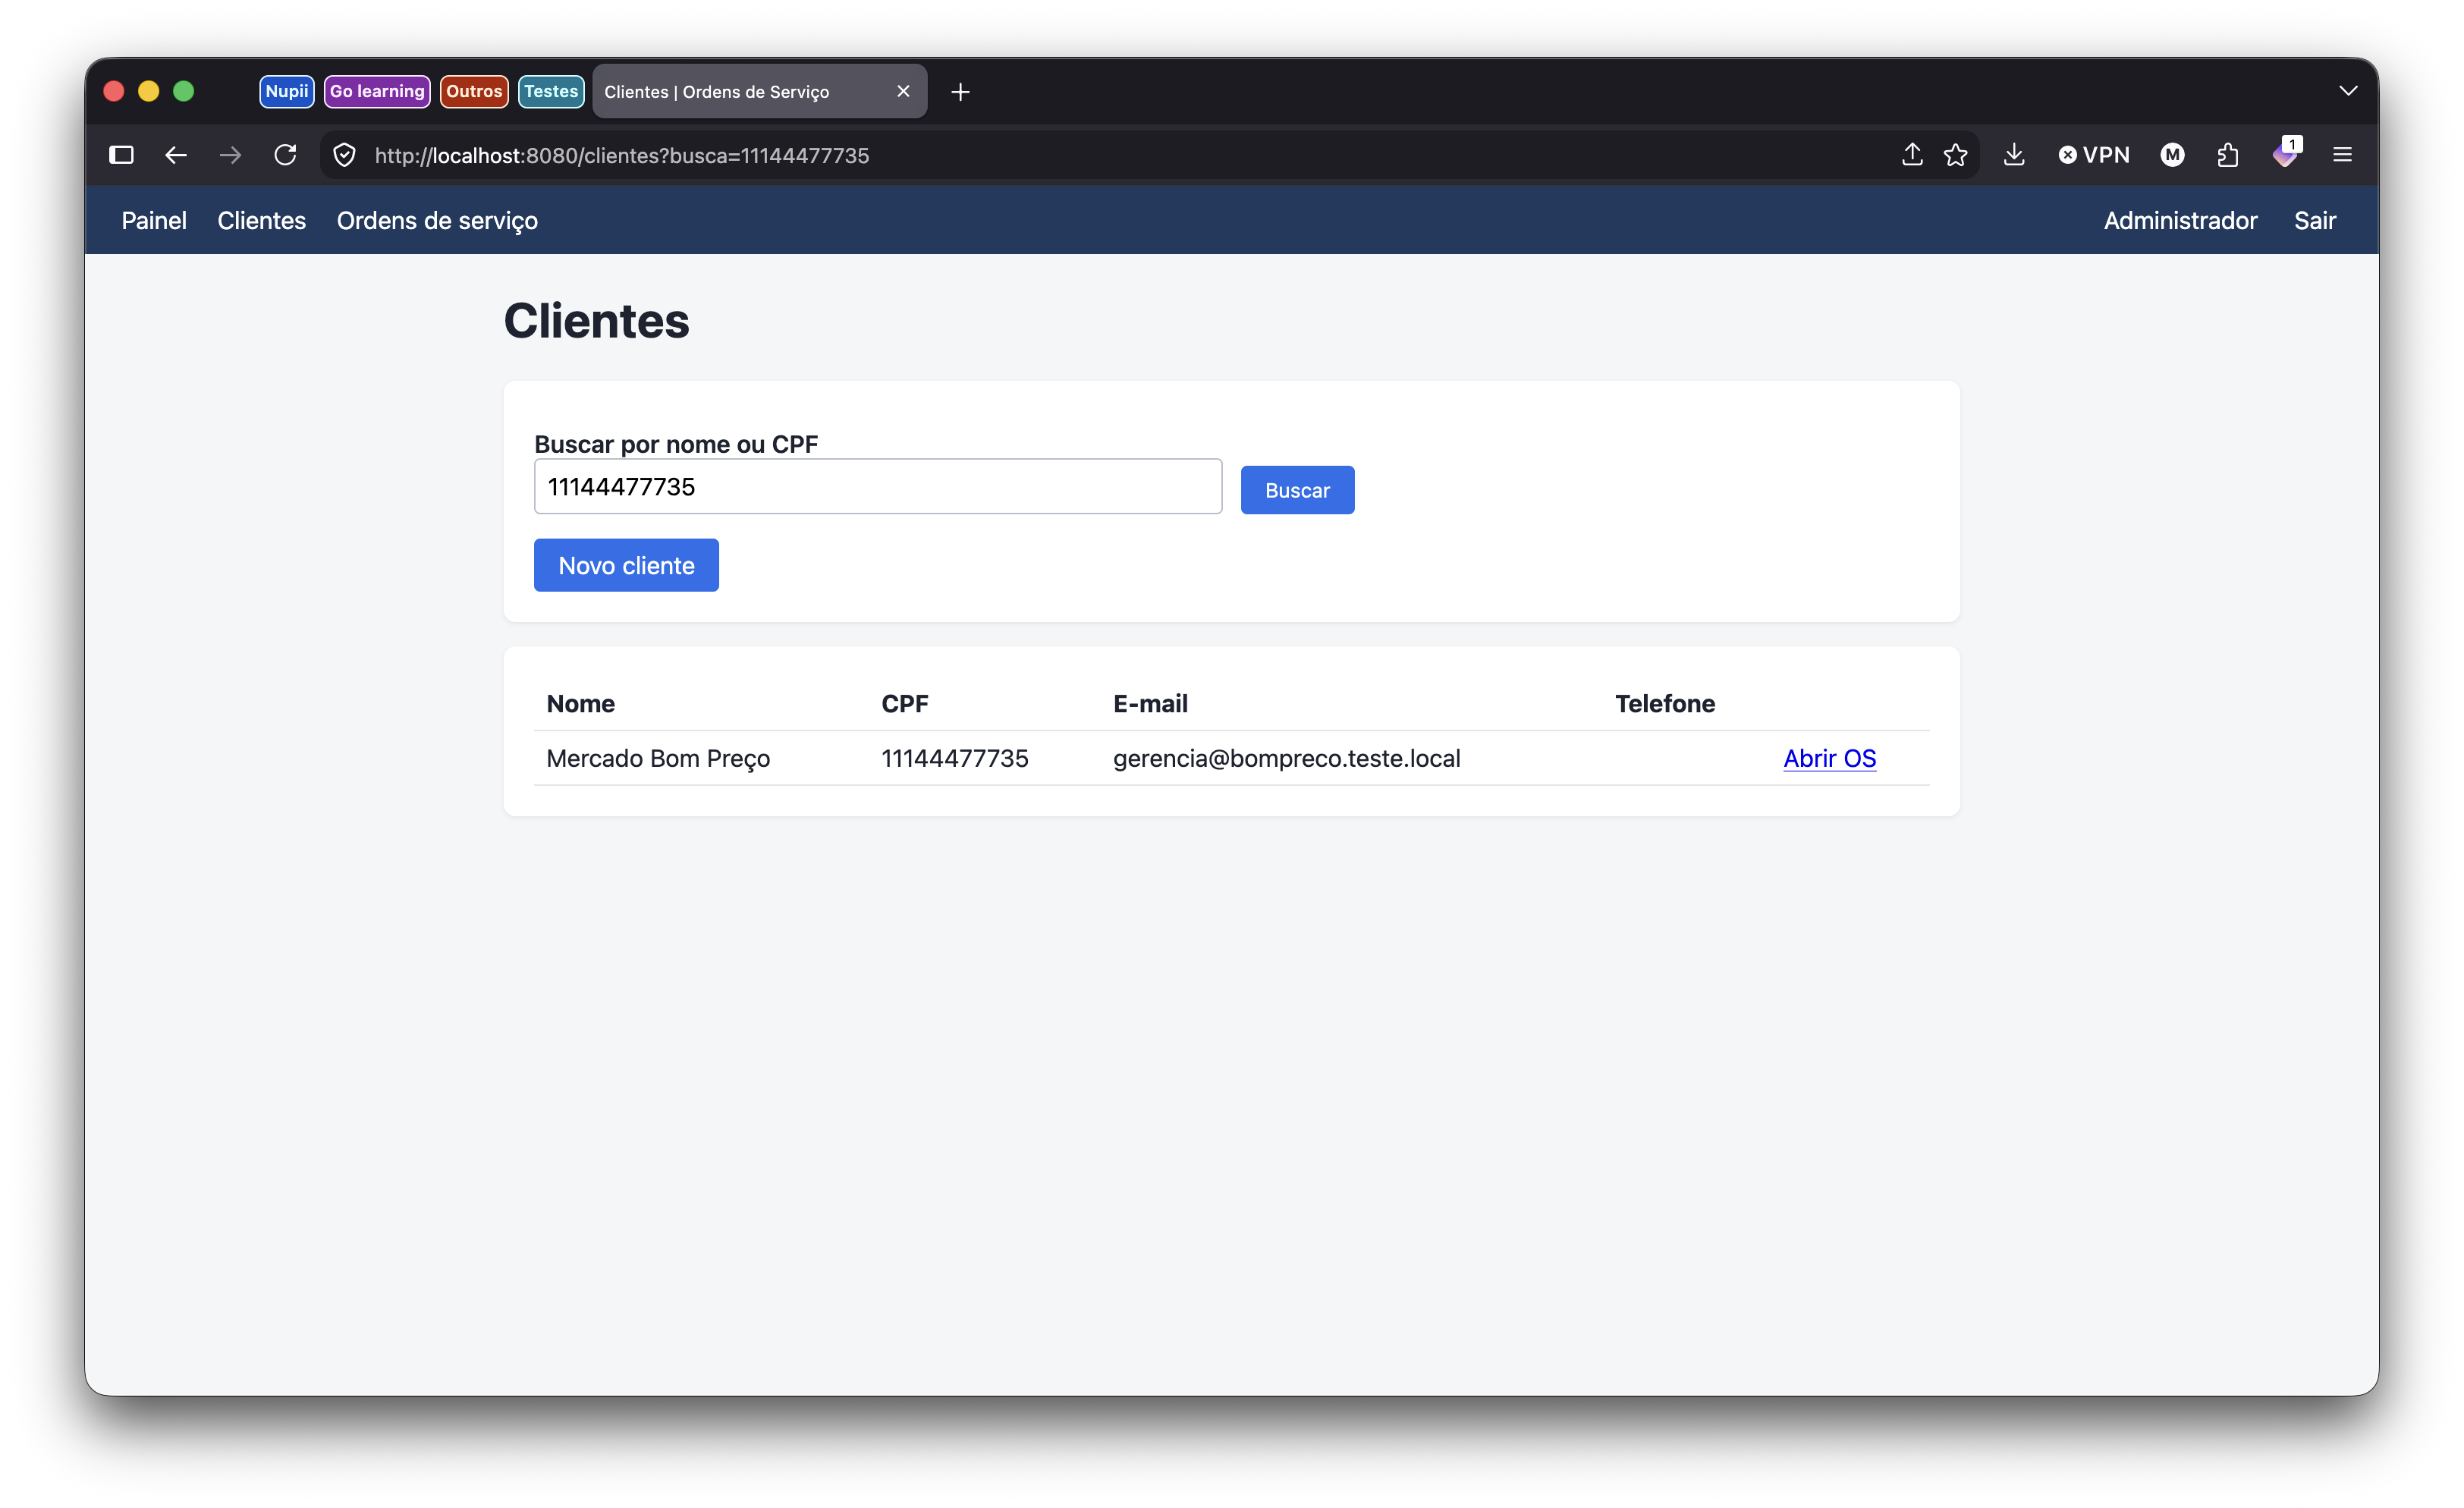 Nupii Go learning Outros Testes Clientes | Ordens de Serviço
http://localhost:8080/clientes?busca=11144477735 VPN M 1
Painel Clientes Ordens de serviço Administrador Sair
Clientes
Buscar por nome ou CPF
11144477735 Buscar
Novo cliente
Nome CPF E-mail Telefone
Mercado Bom Preço 11144477735 gerencia@bompreco.teste.local Abrir OS